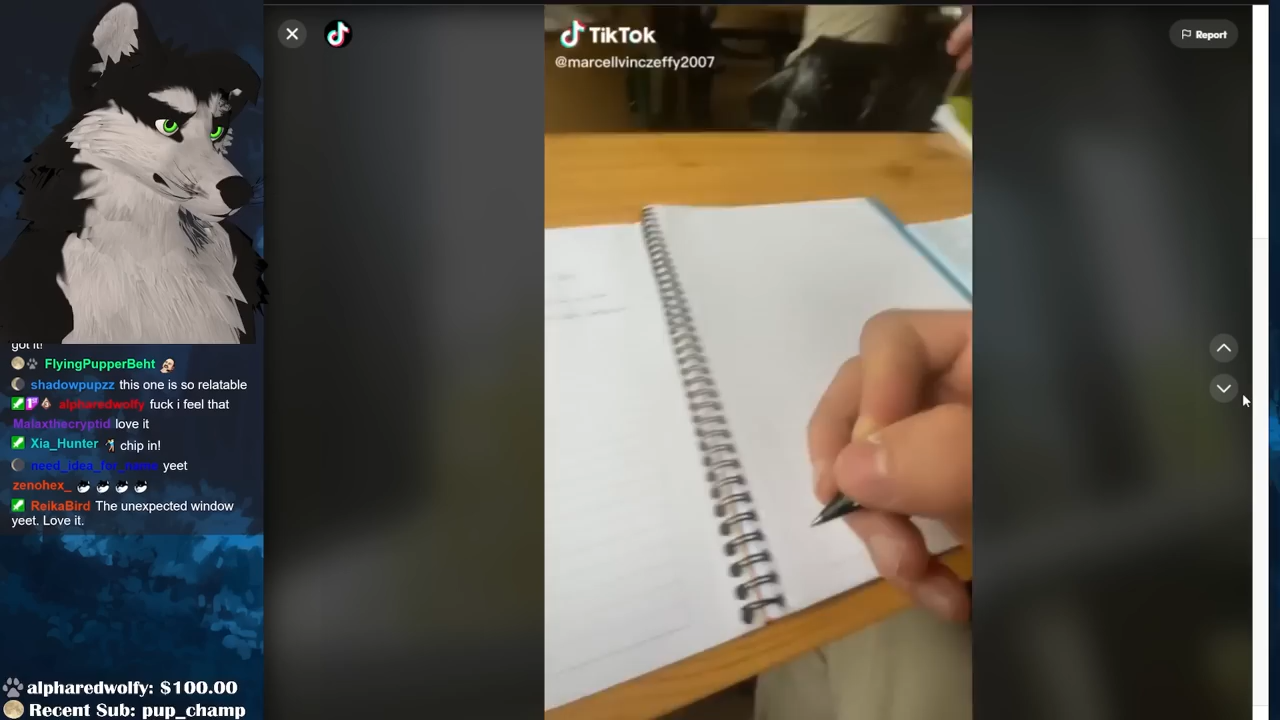 TikTok
@marcellvinczeffy2007
Report
got it!
FlyingPupperBeht
shadowpupzz this one is so relatable
alpharedwolfy fuck i feel that
Malaxthecryptid love it
Xia_Hunter chip in!
yeet
zenohex_
ReikaBird The unexpected window
yeet. Love it.
alpharedwolfy: $100.00
Recent Sub: pup_champ